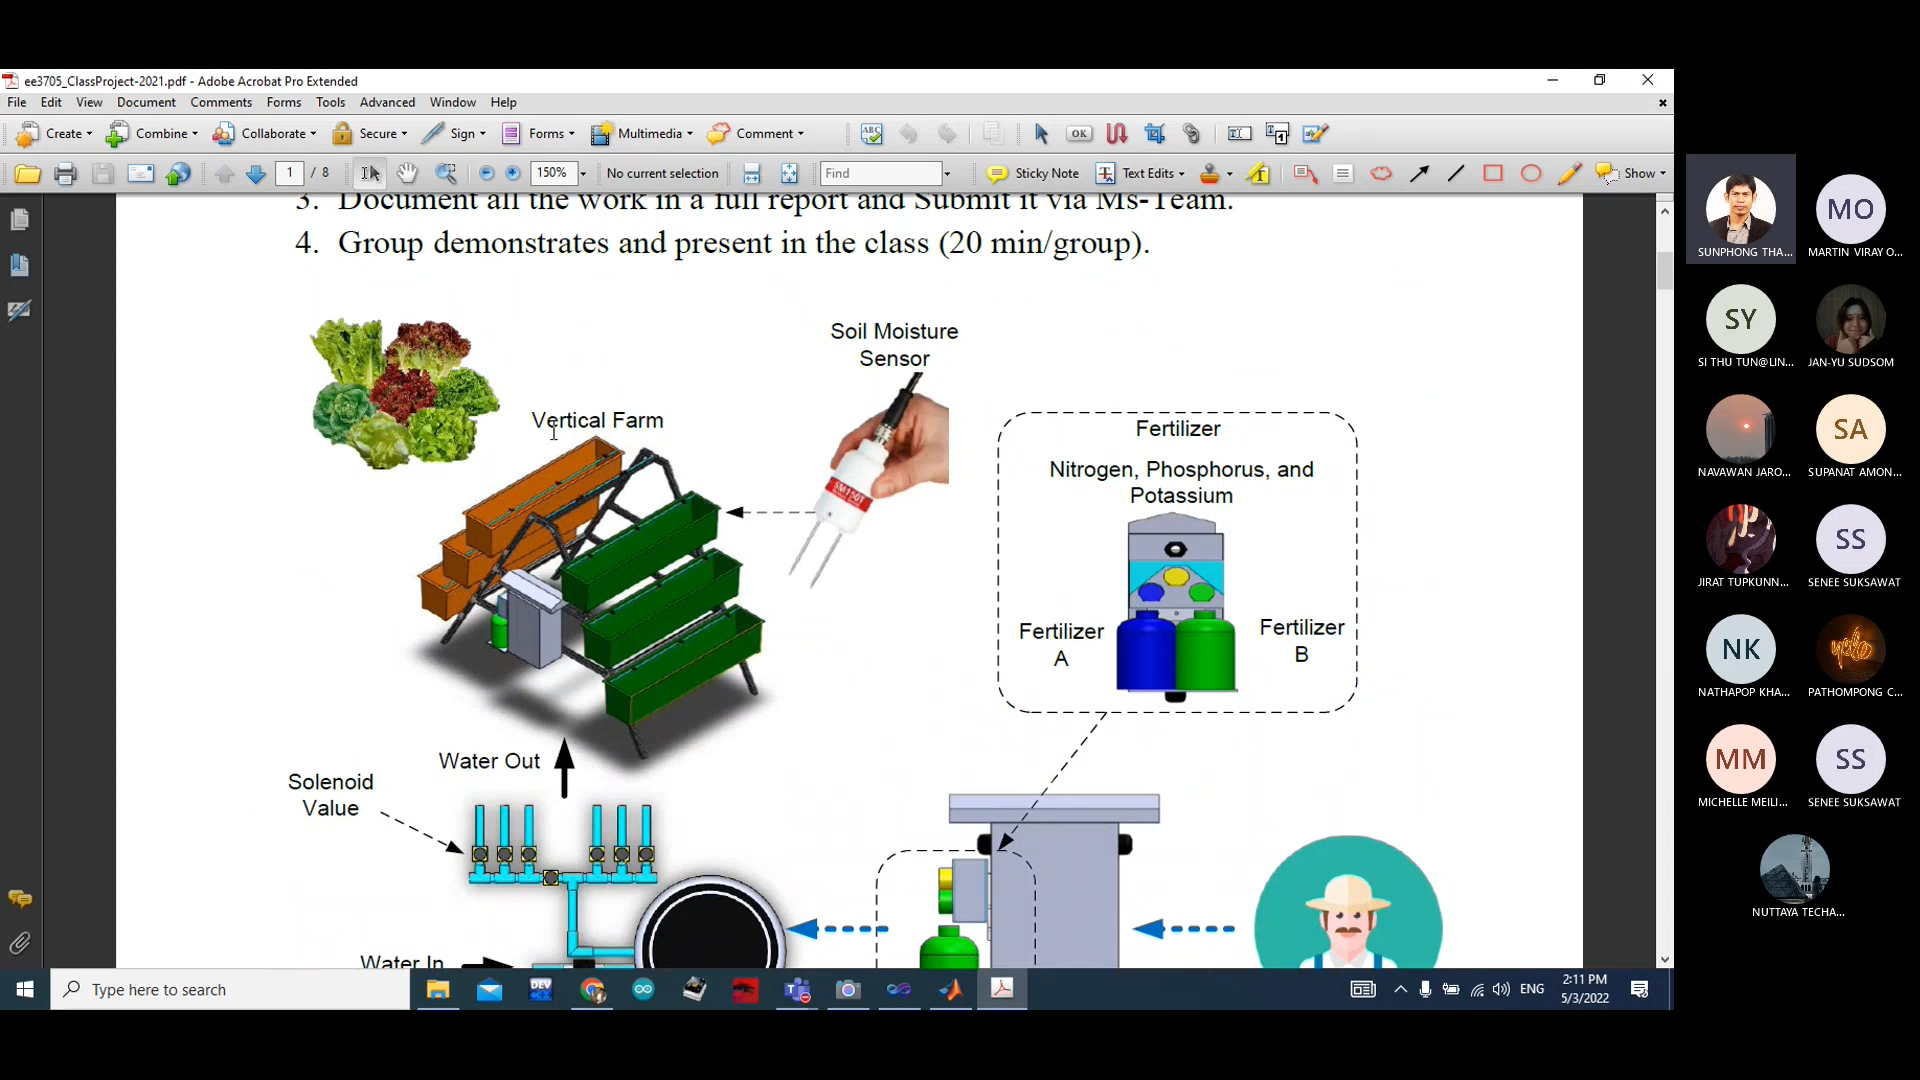 ee3705_ClassProject-2021.pdf - Adobe Acrobat Pro Extended
File Edit View Document Comments Forms Tools Advanced Window Help
Create Combine Collaborate Secure Sign Forms Multimedia Comment OK
1 / 8 150% No current selection Find Sticky Note Text Edits Show
3. Document all the work in a full report and Submit it via Ms-Team.
4. Group demonstrates and present in the class (20 min/group).
Soil Moisture
Sensor
Vertical Farm
SM150T
Fertilizer
Nitrogen, Phosphorus, and
Potassium
Fertilizer
A
Fertilizer
B
Water Out
Solenoid
Value
Water In
Type here to search
DEV
ENG
2:11 PM
5/3/2022
SUNPHONG THA...
MO
MARTIN VIRAY O...
SY
SI THU TUN@LIN...
JAN-YU SUDSOM
NAVAWAN JARO...
SA
SUPANAT AMON...
JIRAT TUPKUNN...
SS
SENEE SUKSAWAT
NK
NATHAPOP KHA...
yolo
PATHOMPONG C...
MM
MICHELLE MEILI...
SS
SENEE SUKSAWAT
NUTTAYA TECHA...